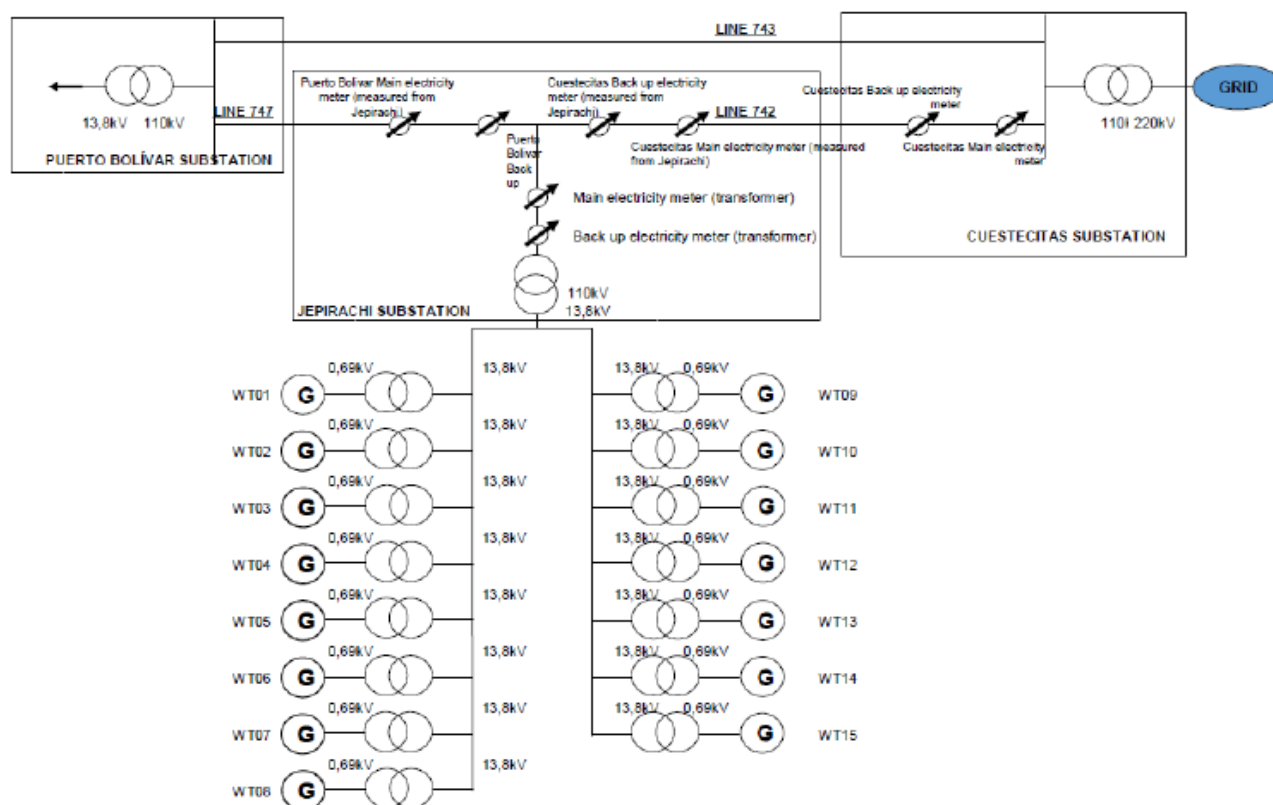 LINE 743
GRID
13,8kV 110kV
LINE 747
PUERTO BOLÍVAR SUBSTATION
Puerto Bolivar Main electricity
meter (measured from
Jepirachi)
Cuestecitas Back up electricity
meter (measured from
Jepirachi)
LINE 742
Puerto
Bolivar
Back
up
Cuestecitas Main electricity meter (measured
from Jepirachi)
Main electricity meter (transformer)
Back up electricity meter (transformer)
110kV
13,8kV
JEPIRACHI SUBSTATION
Cuestecitas Back up electricity
meter
Cuestecitas Main electricity
meter
220kV
CUESTECITAS SUBSTATION
WT01 G 0,69kV 13,8kV
WT02 G 0,69kV 13,8kV
WT03 G 0,69kV 13,8kV
WT04 G 0,69kV 13,8kV
WT05 G 0,69kV 13,8kV
WT06 G 0,69kV 13,8kV
WT07 G 0,69kV 13,8kV
WT08 G 0,69kV 13,8kV
13,8kV 0,69kV G WT09
13,8kV 0,69kV G WT10
13,8kV 0,69kV G WT11
13,8kV 0,69kV G WT12
13,8kV 0,69kV G WT13
13,8kV 0,69kV G WT14
13,8kV 0,69kV G WT15